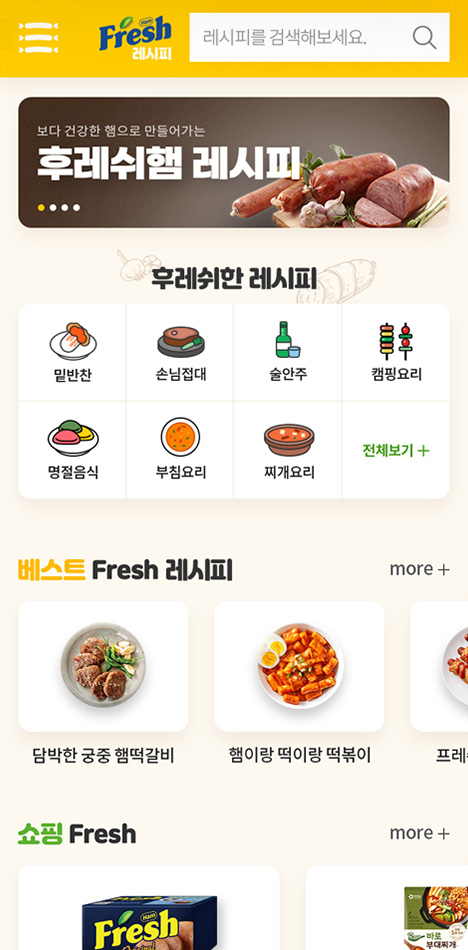 Ham
Fresh
레시피
레시피를 검색해보세요.
보다 건강한 햄으로 만들어가는
후레쉬햄 레시피
후레쉬한 레시피
밑반찬
손님접대
술안주
캠핑요리
명절음식
부침요리
찌개요리
전체보기 +
베스트 Fresh 레시피
more +
담박한 궁중 햄떡갈비
햄이랑 떡이랑 떡볶이
프레
쇼핑 Fresh
more +
Ham
Fresh
Original
바로
부대찌개